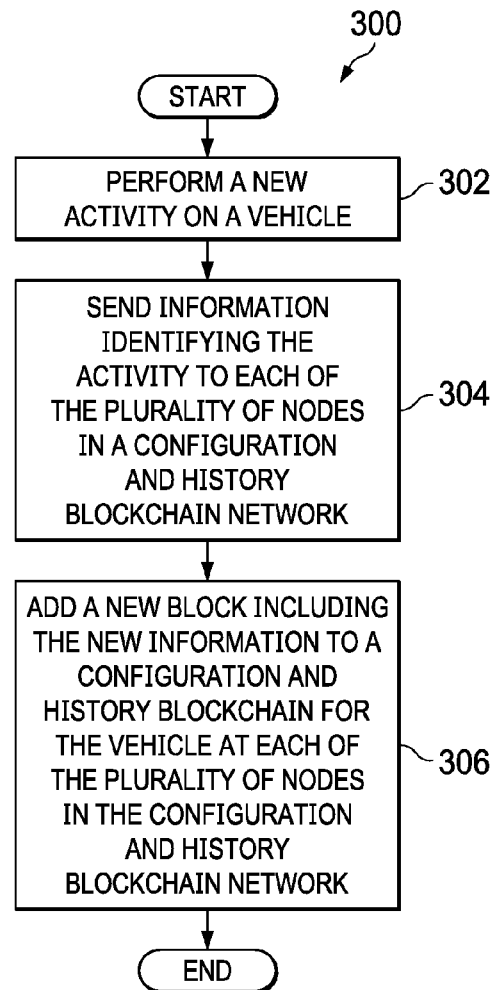 300
START
PERFORM A NEW
ACTIVITY ON A VEHICLE
302
SEND INFORMATION
IDENTIFYING THE
ACTIVITY TO EACH OF
THE PLURALITY OF NODES
IN A CONFIGURATION
AND HISTORY
BLOCKCHAIN NETWORK
304
ADD A NEW BLOCK INCLUDING
THE NEW INFORMATION TO A
CONFIGURATION AND
HISTORY BLOCKCHAIN FOR
THE VEHICLE AT EACH OF
THE PLURALITY OF NODES
IN THE CONFIGURATION
AND HISTORY
BLOCKCHAIN NETWORK
306
END